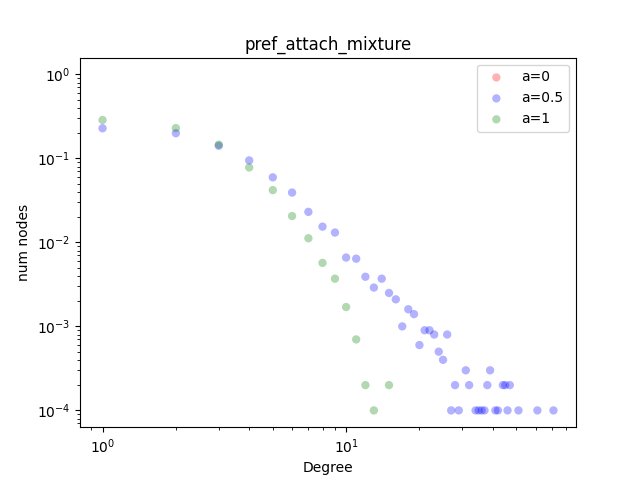 pref_attach_mixture
a=0
a=0.5
a=1
num nodes
10⁰
10⁻¹
10⁻²
10⁻³
10⁻⁴
10⁰
10¹
Degree